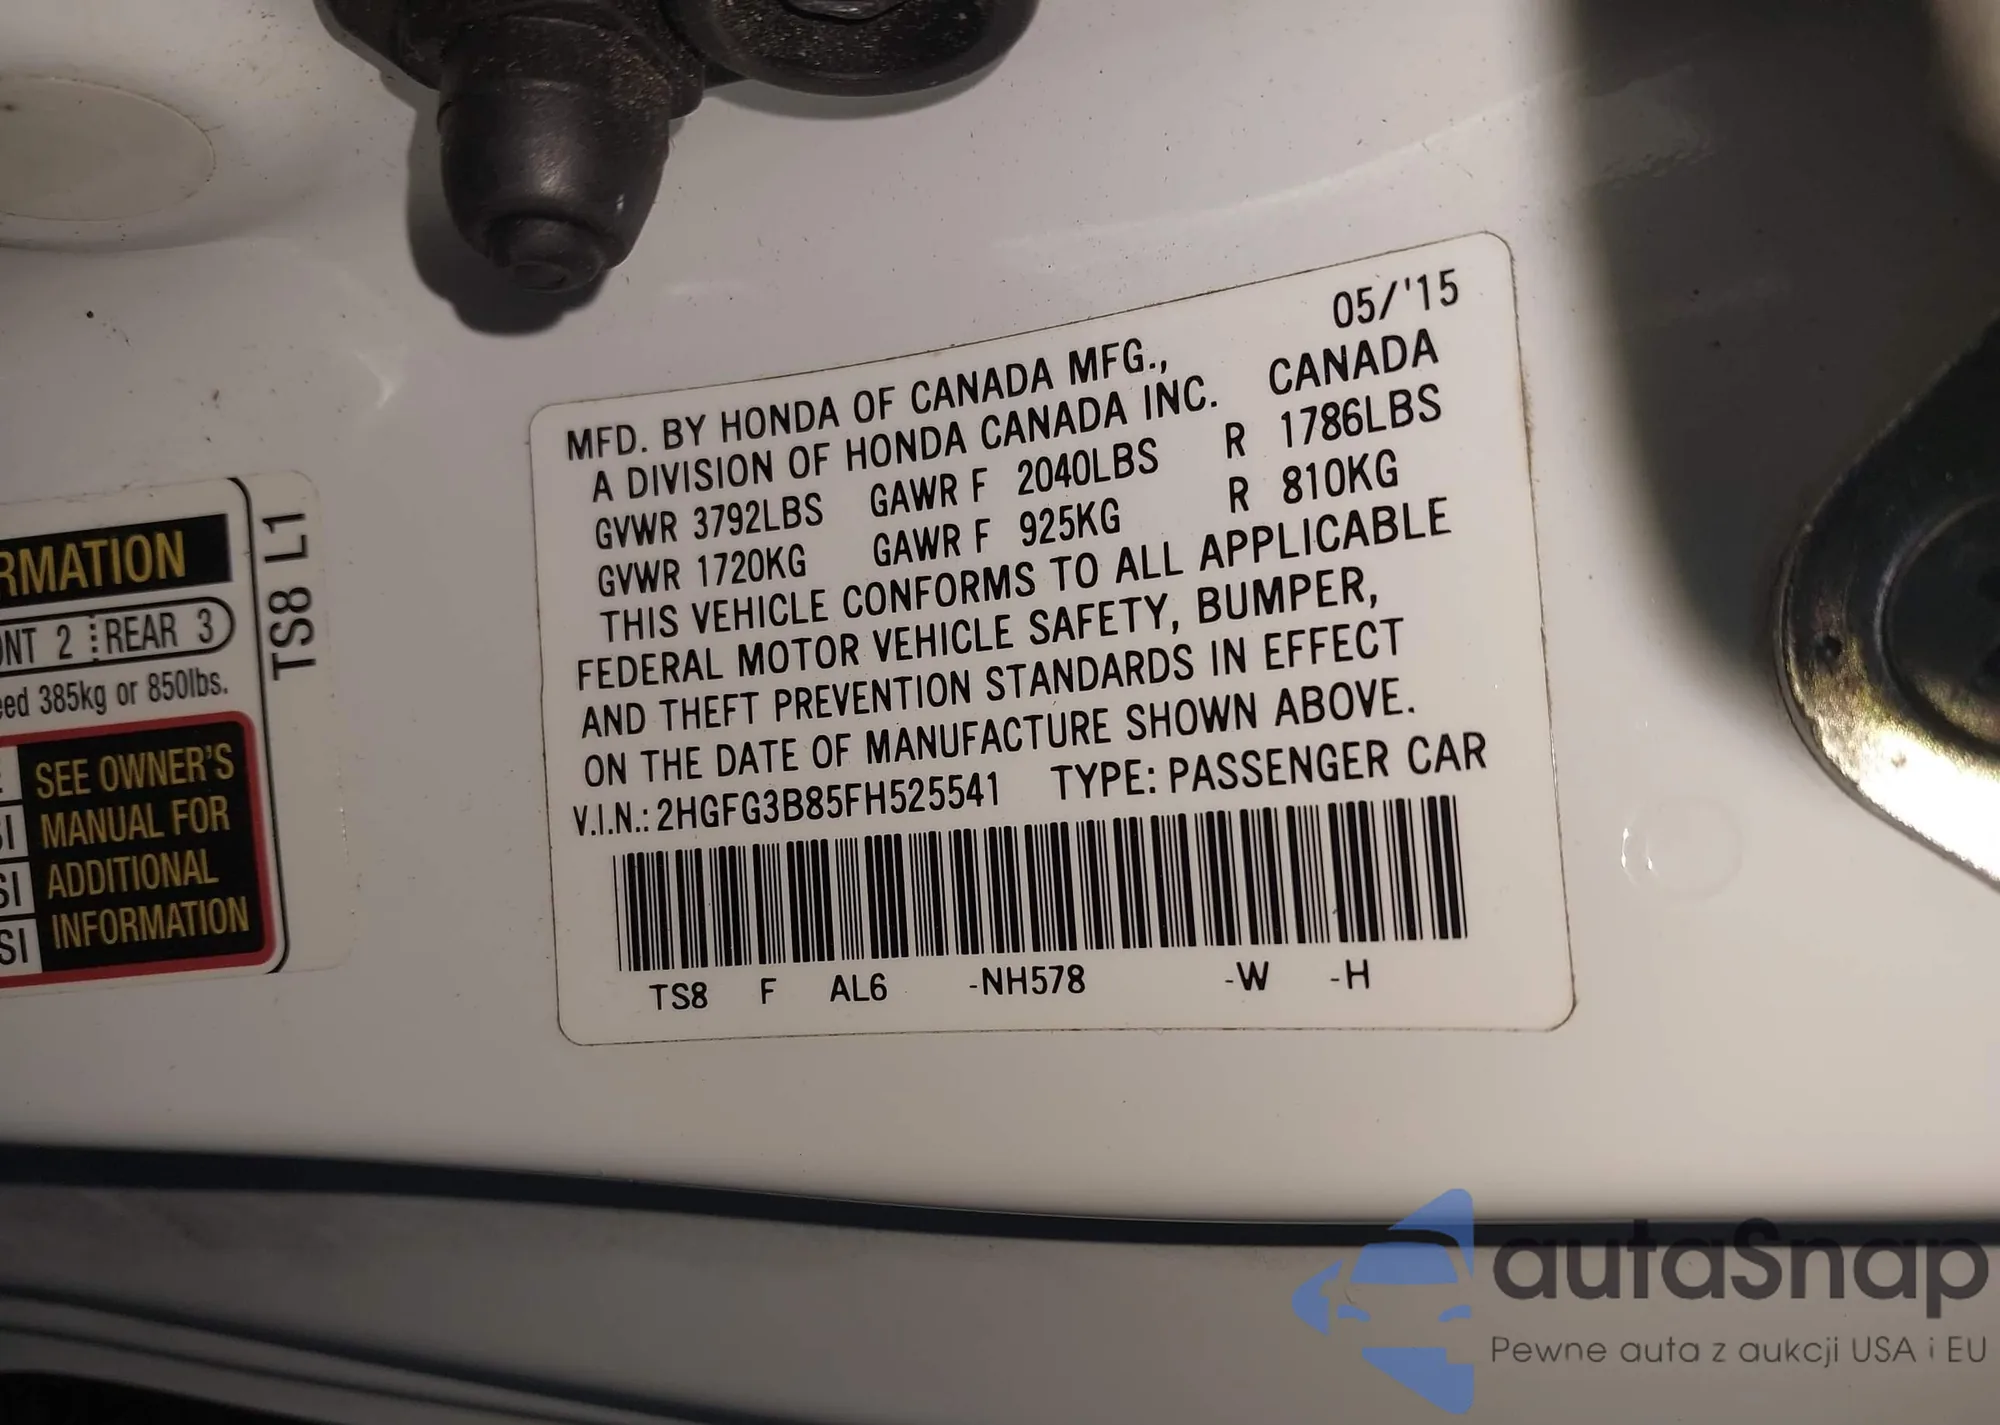 05/'15
MFD. BY HONDA OF CANADA MFG.,
A DIVISION OF HONDA CANADA INC. CANADA
GVWR 3792LBS GAWR F 2040LBS R 1786LBS
GVWR 1720KG GAWR F 925KG R 810KG
THIS VEHICLE CONFORMS TO ALL APPLICABLE
FEDERAL MOTOR VEHICLE SAFETY, BUMPER,
AND THEFT PREVENTION STANDARDS IN EFFECT
ON THE DATE OF MANUFACTURE SHOWN ABOVE.
V.I.N.: 2HGFG3B85FH525541 TYPE: PASSENGER CAR
TS8 F AL6 -NH578 -W -H
RMATION
NT 2 REAR 3
eed 385kg or 850lbs.
SEE OWNER'S
MANUAL FOR
ADDITIONAL
INFORMATION
SI
SI
SI
TS8 L1
autaSnap
Pewne auta z aukcji USA i EU